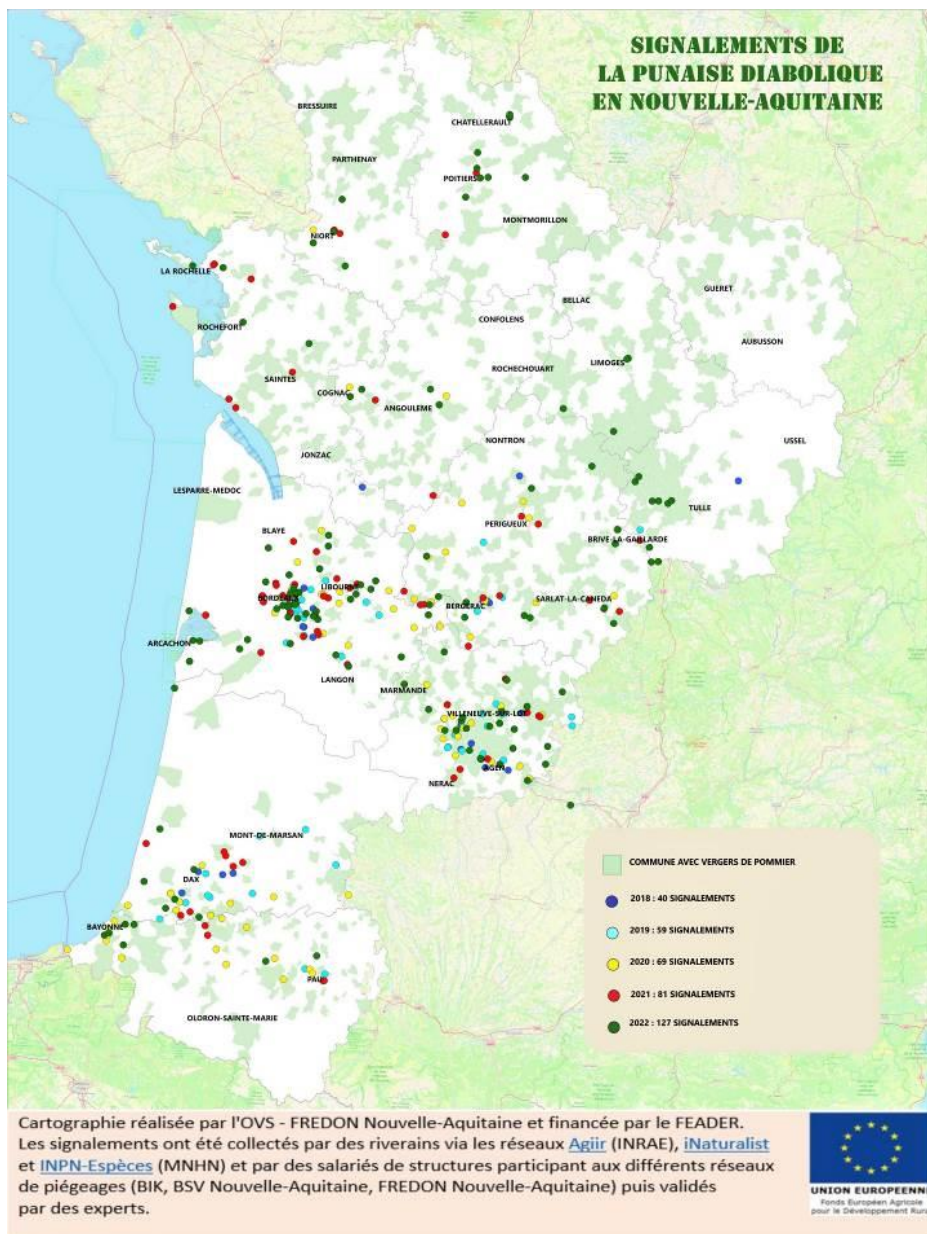 SIGNALEMENTS DE
LA PUNAISE DIABOLIQUE
EN NOUVELLE-AQUITAINE
BRESSUIRE
CHATELLERAULT
PARTHENAY
POITIERS
MONTMORILLON
NIORT
LA ROCHELLE
GUERET
BELLAC
ROCHEFORT
CONFOLENS
AUBUSSON
LIMOGES
ROCHECHOUART
SAINTES
COGNAC
ANGOULEME
NONTRON
USSEL
JONZAC
LESPARRE-MEDOC
TULLE
PERIGUEUX
BLAYE
BRIVE-LA-GAILLARDE
LIBOURNE
BORDEAUX
SARLAT-LA-CANEDA
BERGERAC
ARCACHON
LANGON
MARMANDE
VILLENEUVE-SUR-LOT
AGEN
NERAC
MONT-DE-MARSAN
DAX
BAYONNE
PAU
OLORON-SAINTE-MARIE
COMMUNE AVEC VERGERS DE POMMIER
2018 : 40 SIGNALEMENTS
2019 : 59 SIGNALEMENTS
2020 : 69 SIGNALEMENTS
2021 : 81 SIGNALEMENTS
2022 : 127 SIGNALEMENTS
Cartographie réalisée par l'OVS - FREDON Nouvelle-Aquitaine et financée par le FEADER.
Les signalements ont été collectés par des riverains via les réseaux Agiir (INRAE), iNaturalist
et INPN-Espèces (MNHN) et par des salariés de structures participant aux différents réseaux
de piégeages (BIK, BSV Nouvelle-Aquitaine, FREDON Nouvelle-Aquitaine) puis validés
par des experts.
UNION EUROPEENNE
Fonds Européen Agricole
pour le Développement Rural